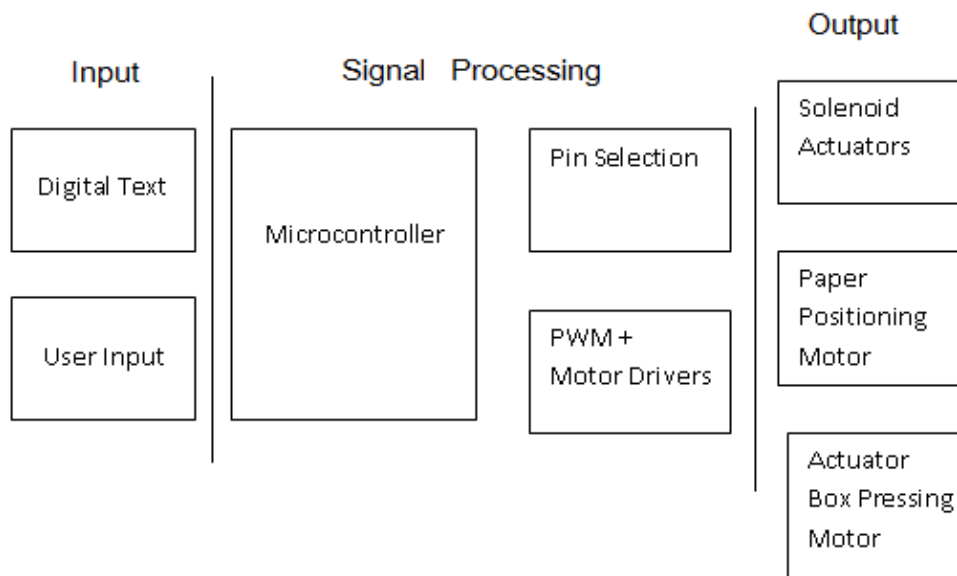 Input
Signal Processing
Output
Digital Text
User Input
Microcontroller
Pin Selection
PWM +
Motor Drivers
Solenoid
Actuators
Paper
Positioning
Motor
Actuator
Box Pressing
Motor